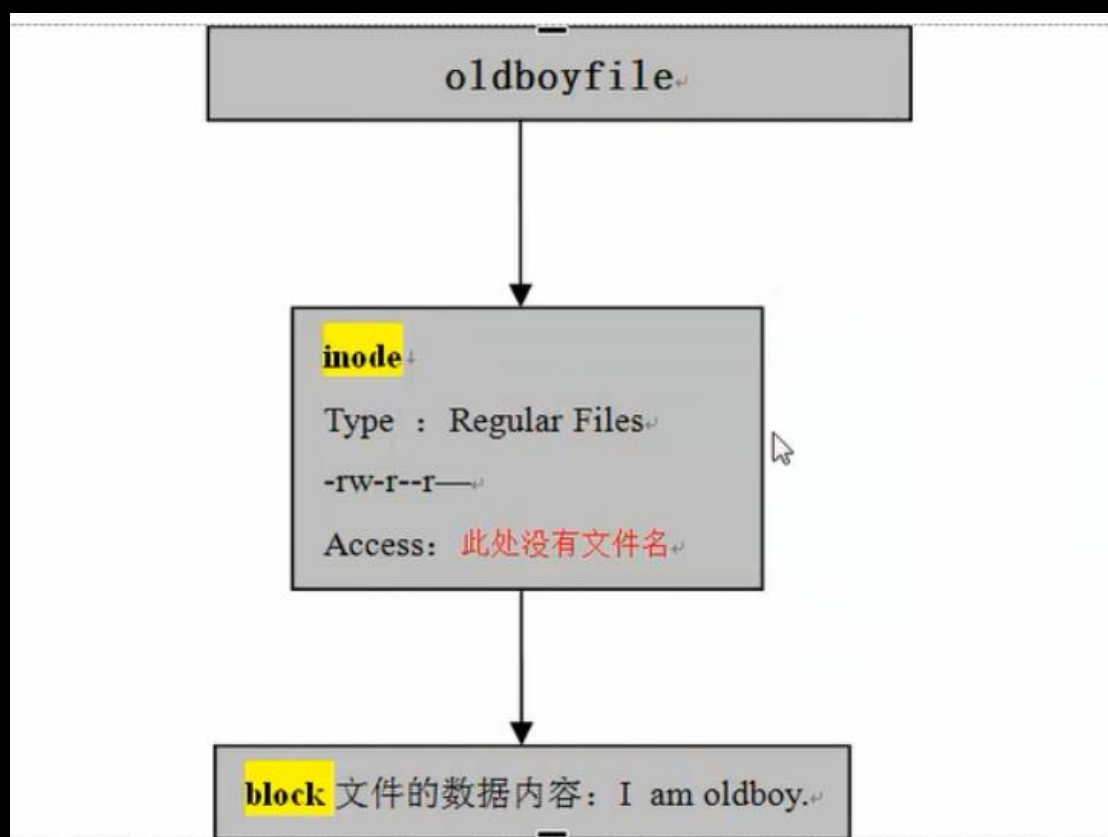 oldboyfile
inode
Type ：Regular Files
-rw-r--r—
Access：此处没有文件名
block 文件的数据内容：I am oldboy.